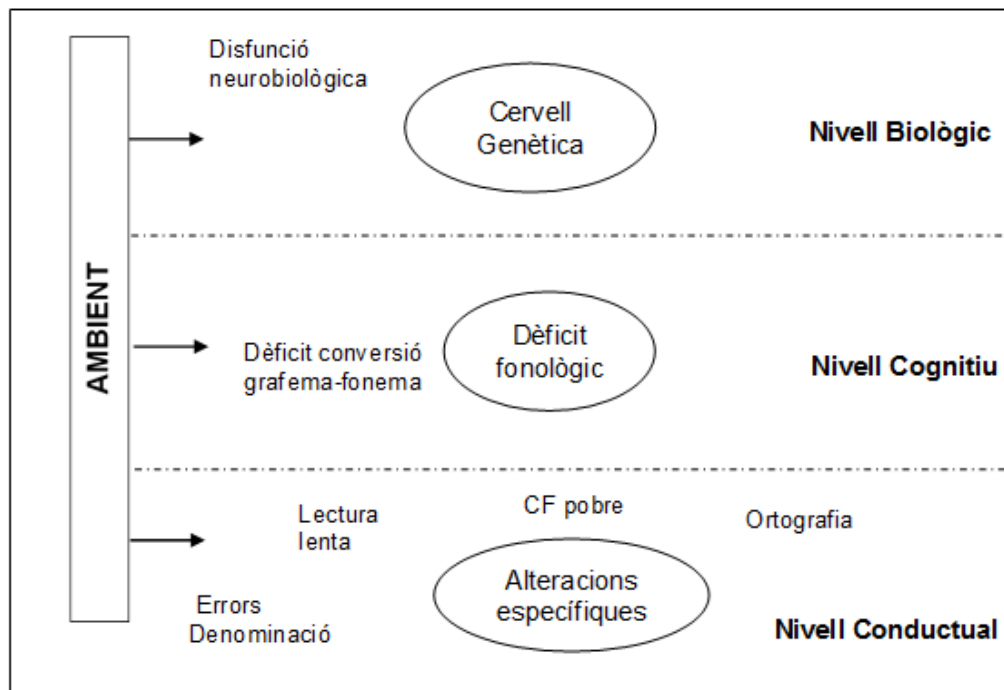 AMBIENT
Disfunció
neurobiològica
Cervell
Genètica
Nivell Biològic
Dèficit conversió
grafema-fonema
Dèficit
fonològic
Nivell Cognitiu
Lectura
lenta
CF pobre
Ortografia
Errors
Denominació
Alteracions
específiques
Nivell Conductual